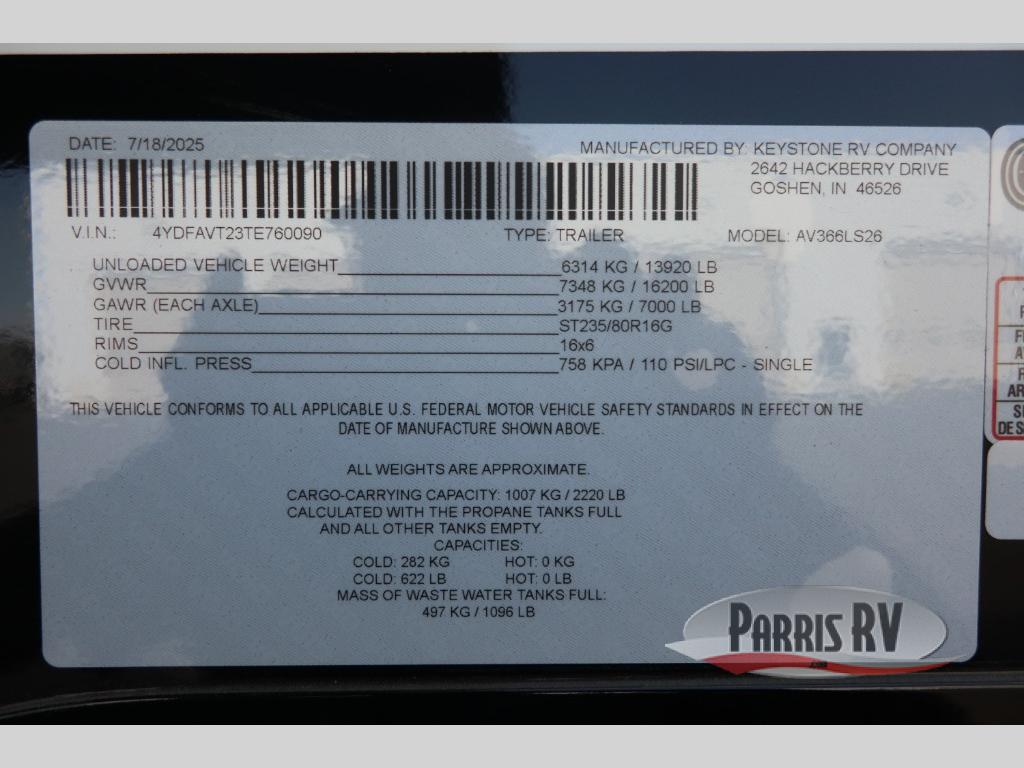 DATE: 7/18/2025
MANUFACTURED BY: KEYSTONE RV COMPANY
2642 HACKBERRY DRIVE
GOSHEN, IN 46526
V.I.N.: 4YDFAVT23TE760090 TYPE: TRAILER MODEL: AV366LS26
UNLOADED VEHICLE WEIGHT 6314 KG / 13920 LB
GVWR 7348 KG / 16200 LB
GAWR (EACH AXLE) 3175 KG / 7000 LB
TIRE ST235/80R16G
RIMS 16x6
COLD INFL. PRESS 758 KPA / 110 PSI/LPC - SINGLE
THIS VEHICLE CONFORMS TO ALL APPLICABLE U.S. FEDERAL MOTOR VEHICLE SAFETY STANDARDS IN EFFECT ON THE
DATE OF MANUFACTURE SHOWN ABOVE.
ALL WEIGHTS ARE APPROXIMATE.
CARGO-CARRYING CAPACITY: 1007 KG / 2220 LB
CALCULATED WITH THE PROPANE TANKS FULL
AND ALL OTHER TANKS EMPTY.
CAPACITIES:
COLD: 282 KG HOT: 0 KG
COLD: 622 LB HOT: 0 LB
MASS OF WASTE WATER TANKS FULL:
497 KG / 1096 LB
PARRIS RV
.com